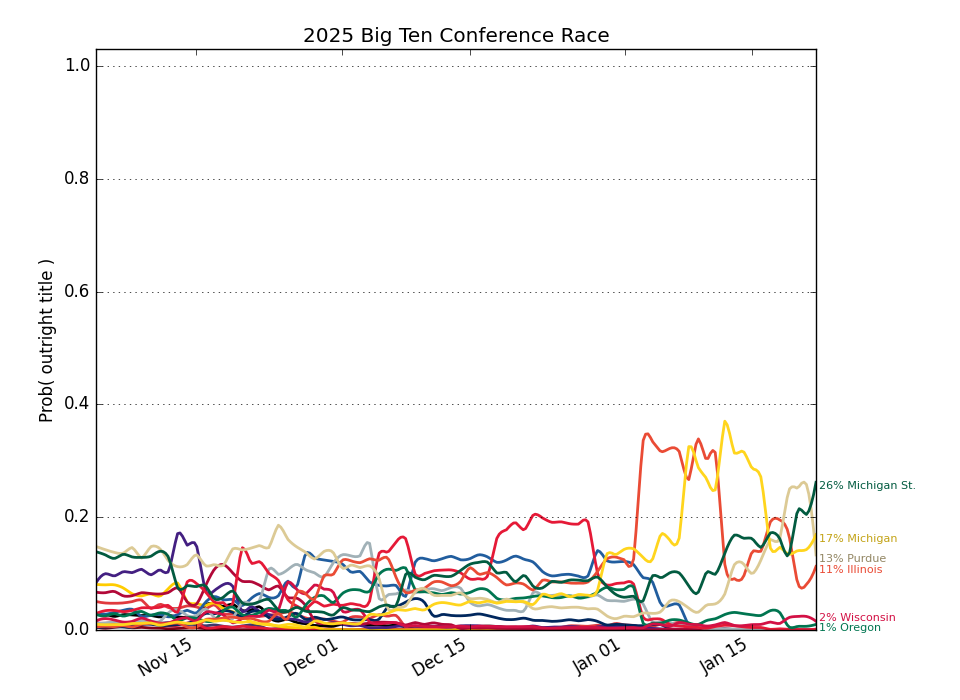 2025 Big Ten Conference Race
Prob( outright title )
1.0
0.8
0.6
0.4
0.2
0.0
26% Michigan St.
17% Michigan
13% Purdue
11% Illinois
2% Wisconsin
1% Oregon
Nov 15
Dec 01
Dec 15
Jan 01
Jan 15